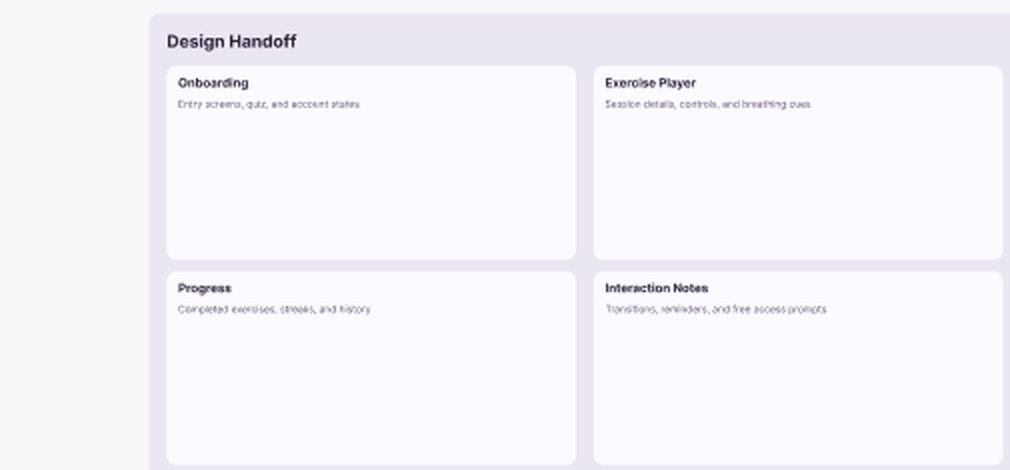 Design Handoff
Onboarding
Entry screens, quiz, and account states
Exercise Player
Session details, controls, and breathing cues
Progress
Completed exercises, streaks, and history
Interaction Notes
Transitions, reminders, and free access prompts